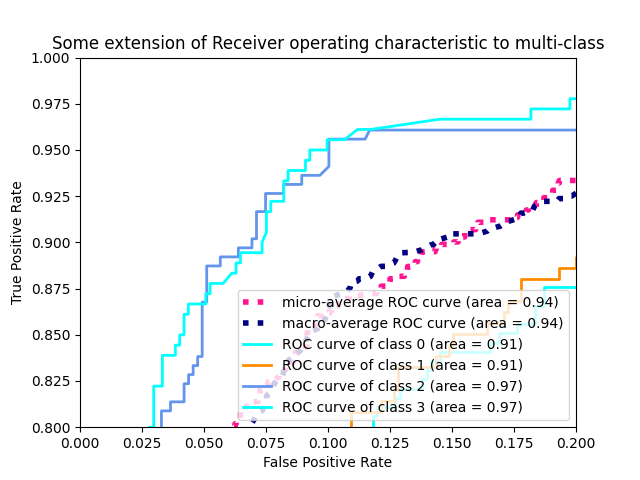 Some extension of Receiver operating characteristic to multi-class
1.000
0.975
0.950
0.925
0.900
0.875
0.850
0.825
0.800
True Positive Rate
micro-average ROC curve (area = 0.94)
macro-average ROC curve (area = 0.94)
ROC curve of class 0 (area = 0.91)
ROC curve of class 1 (area = 0.91)
ROC curve of class 2 (area = 0.97)
ROC curve of class 3 (area = 0.97)
0.000 0.025 0.050 0.075 0.100 0.125 0.150 0.175 0.200
False Positive Rate